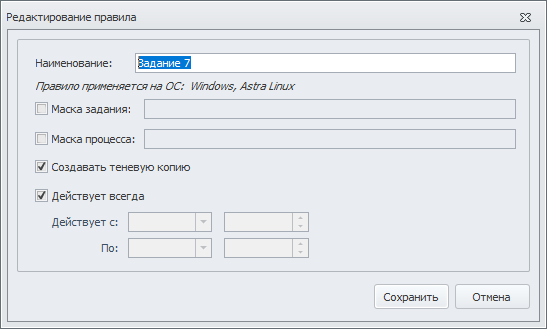 Редактирование правила
Наименование: Задание 7
Правило применяется на ОС: Windows, Astra Linux
Маска задания:
Маска процесса:
Создавать теневую копию
Действует всегда
Действует с:
По:
Сохранить Отмена